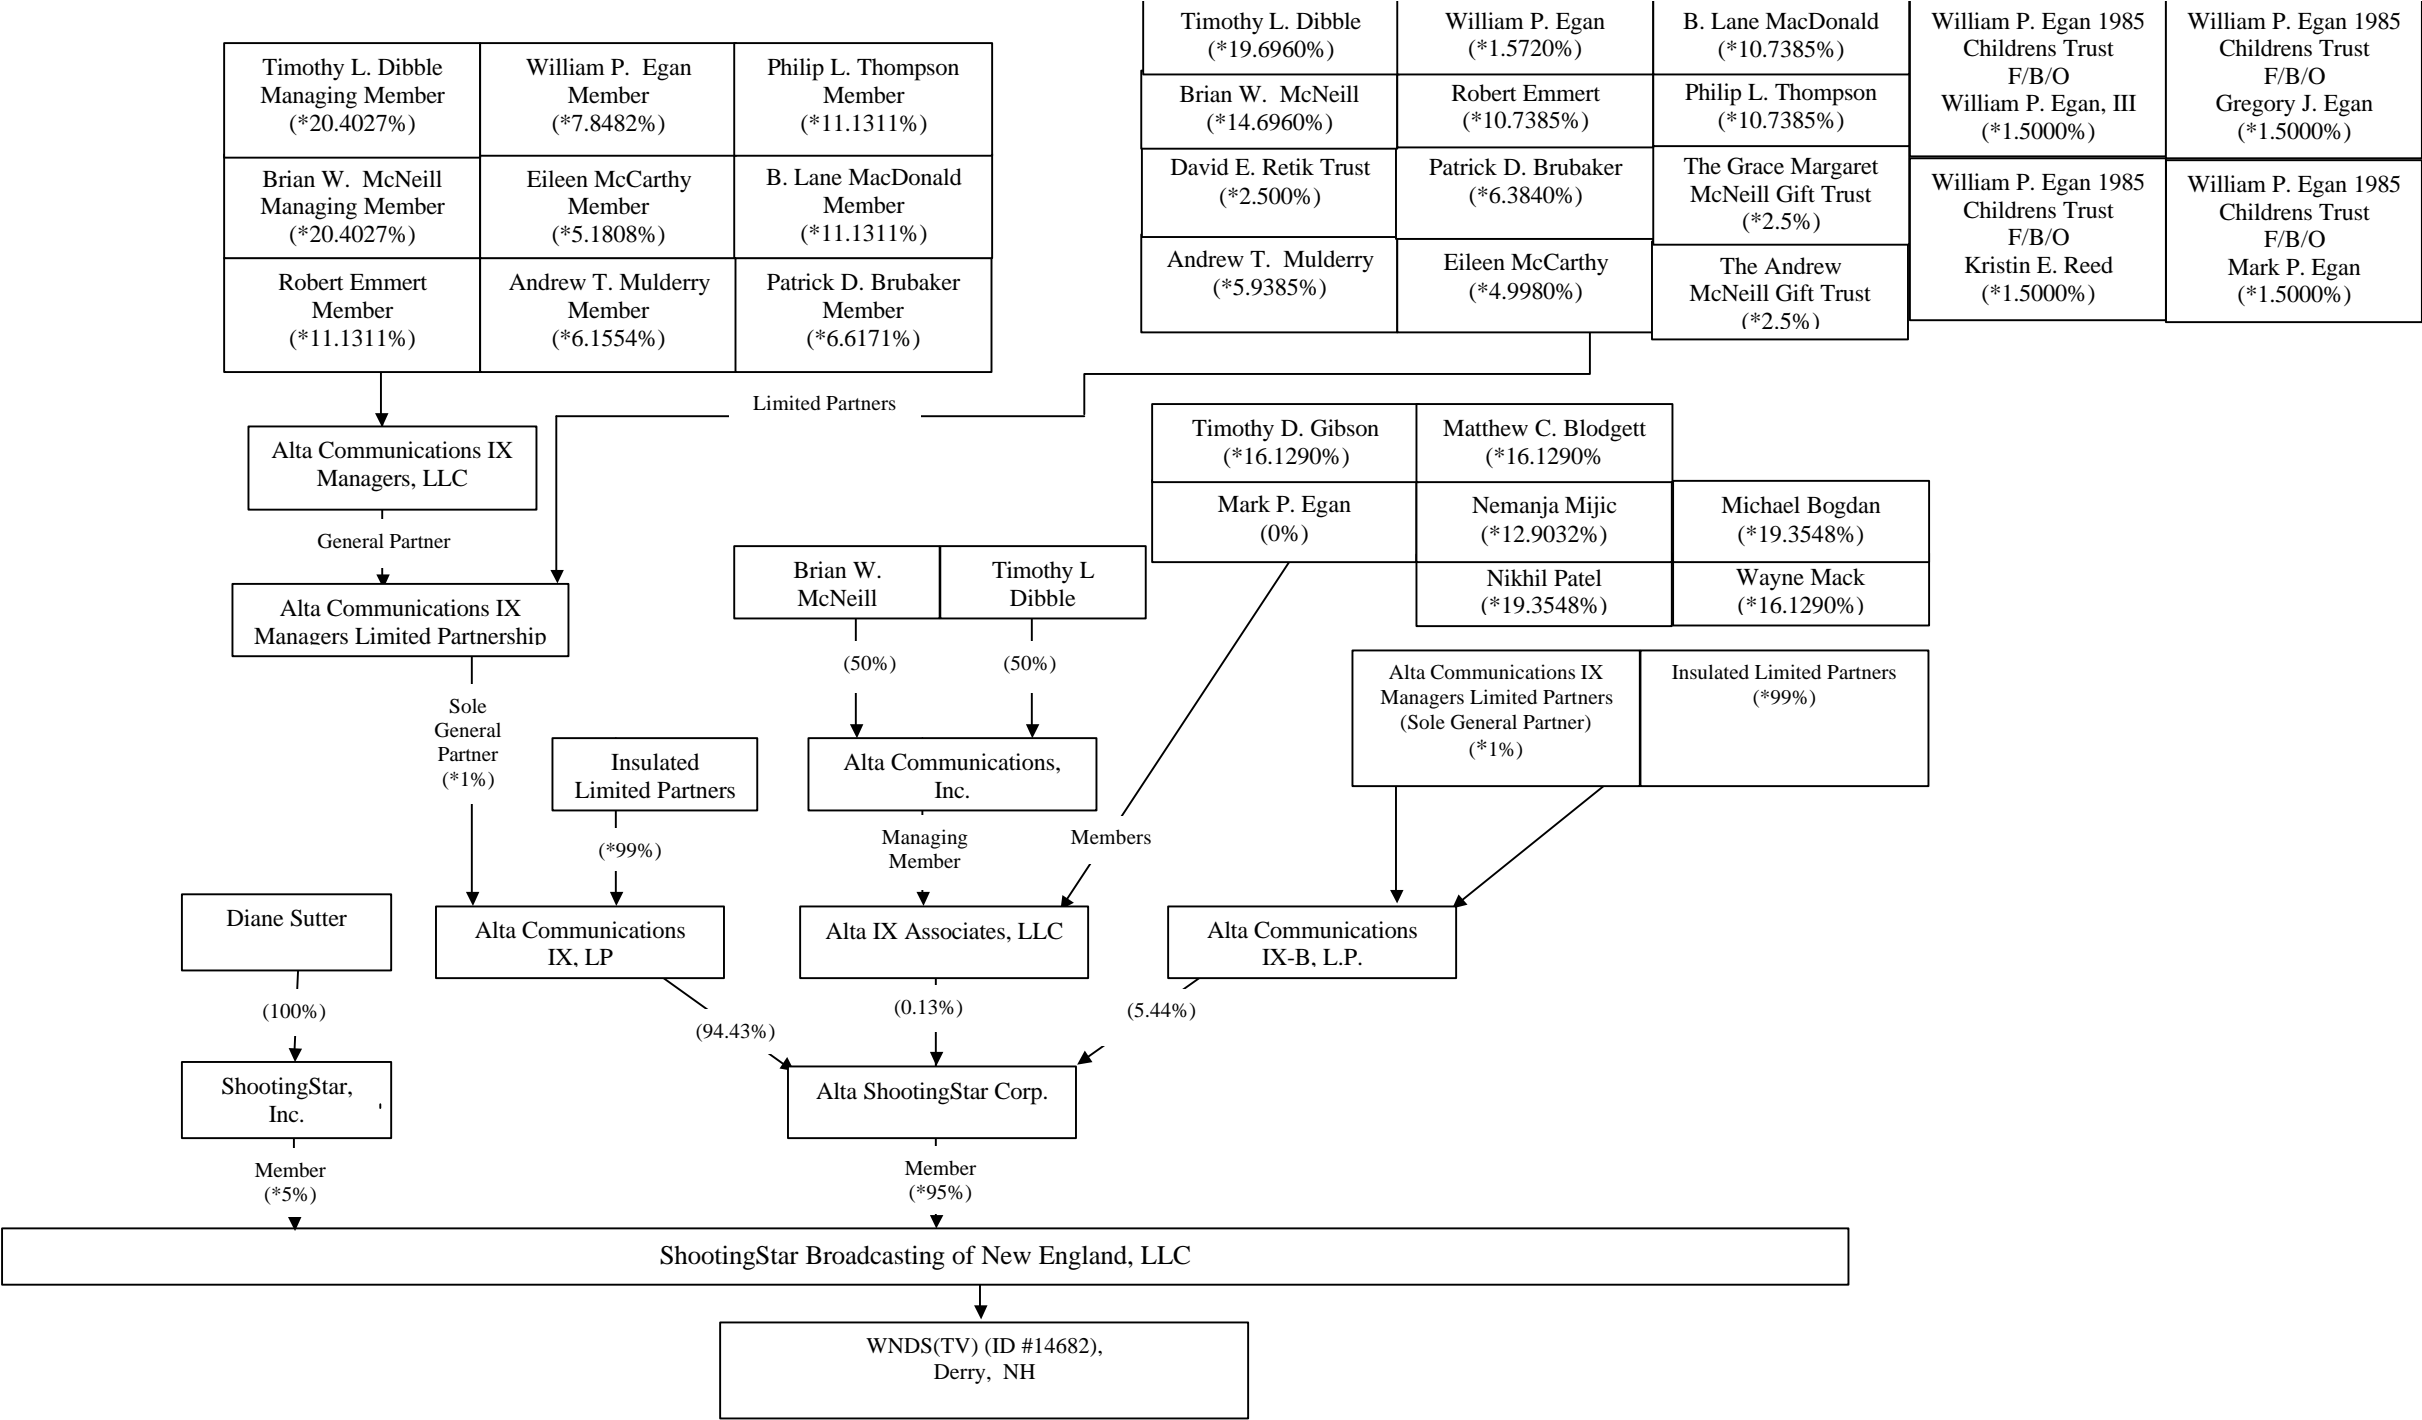 Timothy L. Dibble
Managing Member
(*20.4027%)
William P.  Egan
Member
(*7.8482%)
Philip L. Thompson
Member
(*11.1311%)
Brian W.  McNeill
Managing Member
(*20.4027%)
Eileen McCarthy
Member
(*5.1808%)
B. Lane MacDonald
Member
(*11.1311%)
Robert Emmert
Member
(*11.1311%)
Andrew T. Mulderry
Member
(*6.1554%)
Patrick D. Brubaker
Member
(*6.6171%)
Timothy L. Dibble
(*19.6960%)
William P. Egan
(*1.5720%)
B. Lane MacDonald
(*10.7385%)
William P. Egan 1985
Childrens Trust
F/B/O
William P. Egan, III
(*1.5000%)
William P. Egan 1985
Childrens Trust
F/B/O
Gregory J. Egan
(*1.5000%)
Brian W.  McNeill
(*14.6960%)
Robert Emmert
(*10.7385%)
Philip L. Thompson
(*10.7385%)
David E. Retik Trust
(*2.500%)
Patrick D. Brubaker
(*6.3840%)
The Grace Margaret
McNeill Gift Trust
(*2.5%)
William P. Egan 1985
Childrens Trust
F/B/O
Kristin E. Reed
(*1.5000%)
William P. Egan 1985
Childrens Trust
F/B/O
Mark P. Egan
(*1.5000%)
Andrew T.  Mulderry
(*5.9385%)
Eileen McCarthy
(*4.9980%)
The Andrew
McNeill Gift Trust
(*2.5%)
Limited Partners
Alta Communications IX
Managers, LLC
General Partner
Alta Communications IX
Managers Limited Partnership
Timothy D. Gibson
(*16.1290%)
Matthew C. Blodgett
(*16.1290%
Mark P. Egan
(0%)
Nemanja Mijic
(*12.9032%)
Michael Bogdan
(*19.3548%)
Nikhil Patel
(*19.3548%)
Wayne Mack
(*16.1290%)
Brian W.
McNeill
Timothy L
Dibble
(50%)
(50%)
Sole
General
Partner
(*1%)
Insulated
Limited Partners
(*99%)
Alta Communications,
Inc.
Managing
Member
Members
Alta Communications IX
Managers Limited Partners
(Sole General Partner)
(*1%)
Insulated Limited Partners
(*99%)
Diane Sutter
Alta Communications
IX, LP
Alta IX Associates, LLC
Alta Communications
IX-B, L.P.
(100%)
(94.43%)
(0.13%)
(5.44%)
ShootingStar,
Inc.
Alta ShootingStar Corp.
Member
(*5%)
Member
(*95%)
ShootingStar Broadcasting of New England, LLC
WNDS(TV) (ID #14682),
Derry,  NH